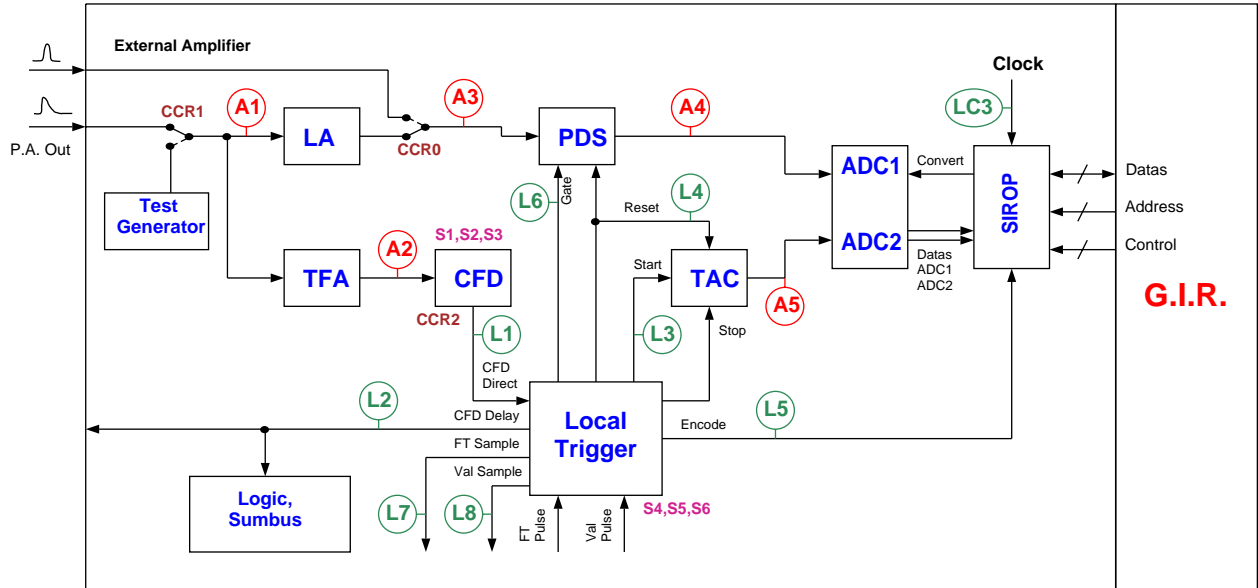 External Amplifier
Clock
CCR1
A1
A3
A4
LC3
LA
CCR0
PDS
ADC1
Convert
SIROP
Datas
P.A. Out
Test
Generator
L6
Gate
L4
Reset
Address
S1,S2,S3
A2
TFA
CFD
Start
TAC
ADC2
Datas
ADC1
ADC2
Control
CCR2
L1
L3
A5
Stop
G.I.R.
CFD
Direct
L2
CFD Delay
Local
Trigger
Encode
L5
FT Sample
Val Sample
Logic,
Sumbus
L7
L8
FT
Pulse
Val
Pulse
S4,S5,S6